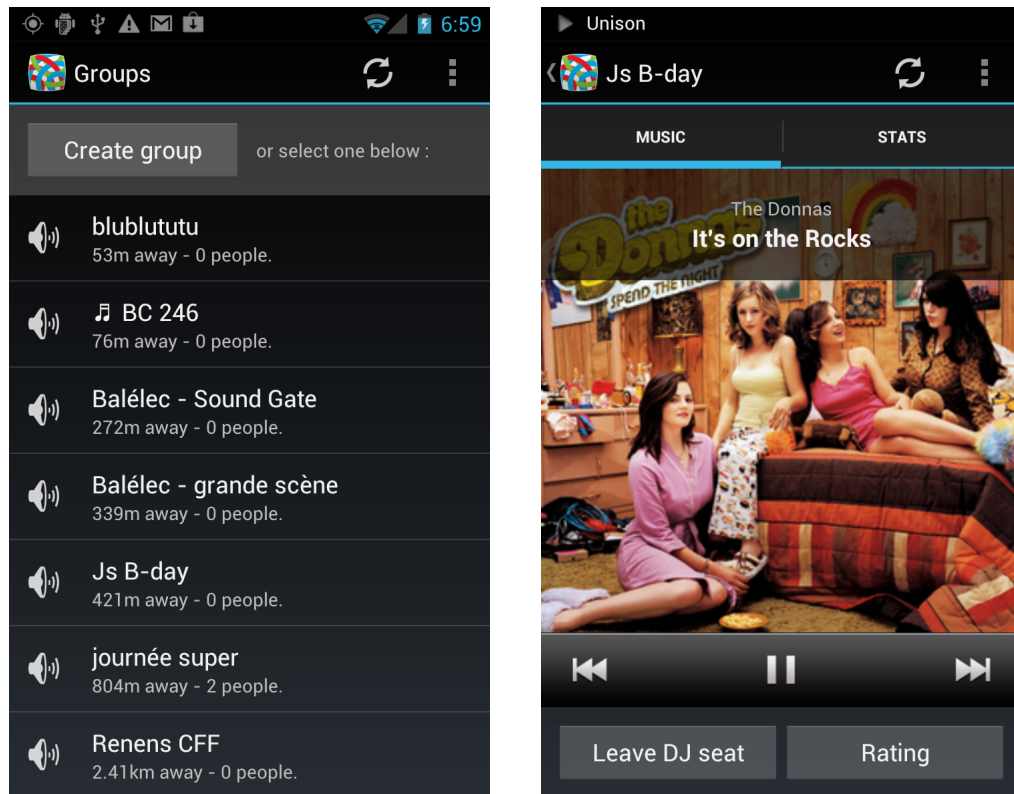 6:59
Groups
Create group
or select one below :
blublututu
53m away - 0 people.
♬ BC 246
76m away - 0 people.
Balélec - Sound Gate
272m away - 0 people.
Balélec - grande scène
339m away - 0 people.
Js B-day
421m away - 0 people.
journée super
804m away - 2 people.
Renens CFF
2.41km away - 0 people.
Unison
Js B-day
MUSIC
STATS
The Donnas
It's on the Rocks
the
Donnas
SPEND THE NIGHT
Leave DJ seat
Rating